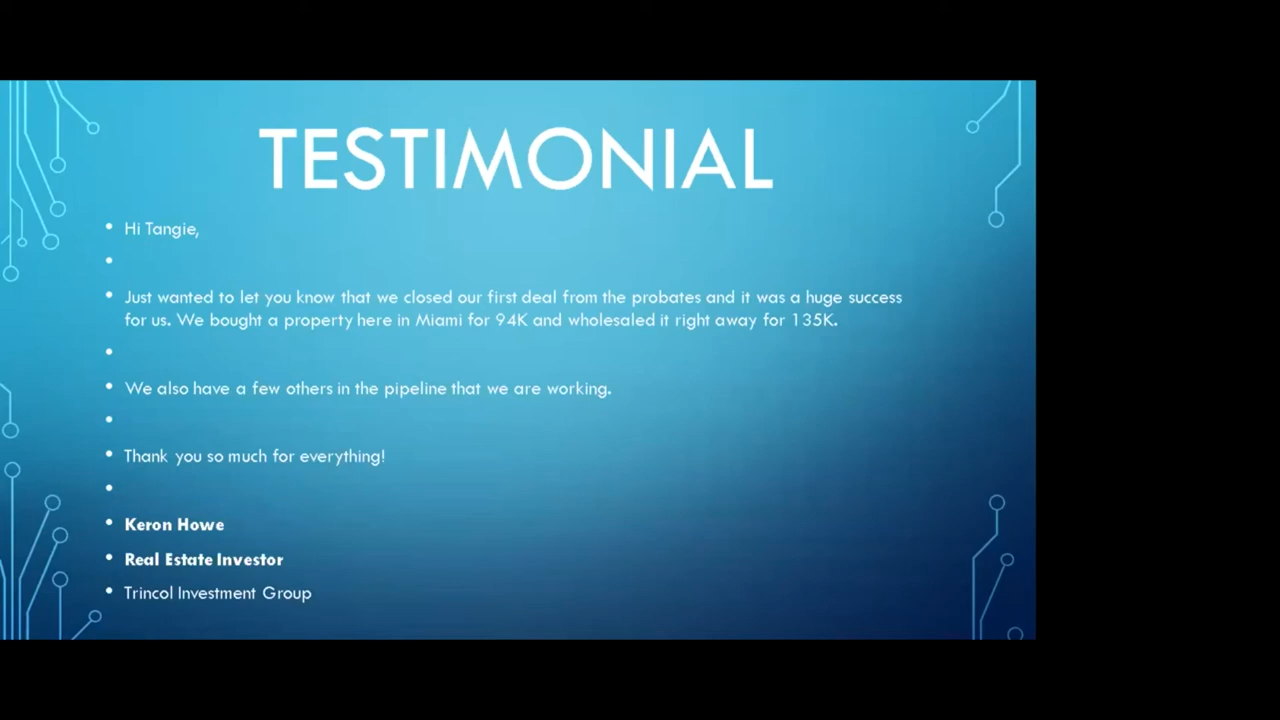 TESTIMONIAL
• Hi Tangie,
•
• Just wanted to let you know that we closed our first deal from the probates and it was a huge success
for us. We bought a property here in Miami for 94K and wholesaled it right away for 135K.
•
• We also have a few others in the pipeline that we are working.
•
• Thank you so much for everything!
•
• Keron Howe
• Real Estate Investor
• Trincol Investment Group